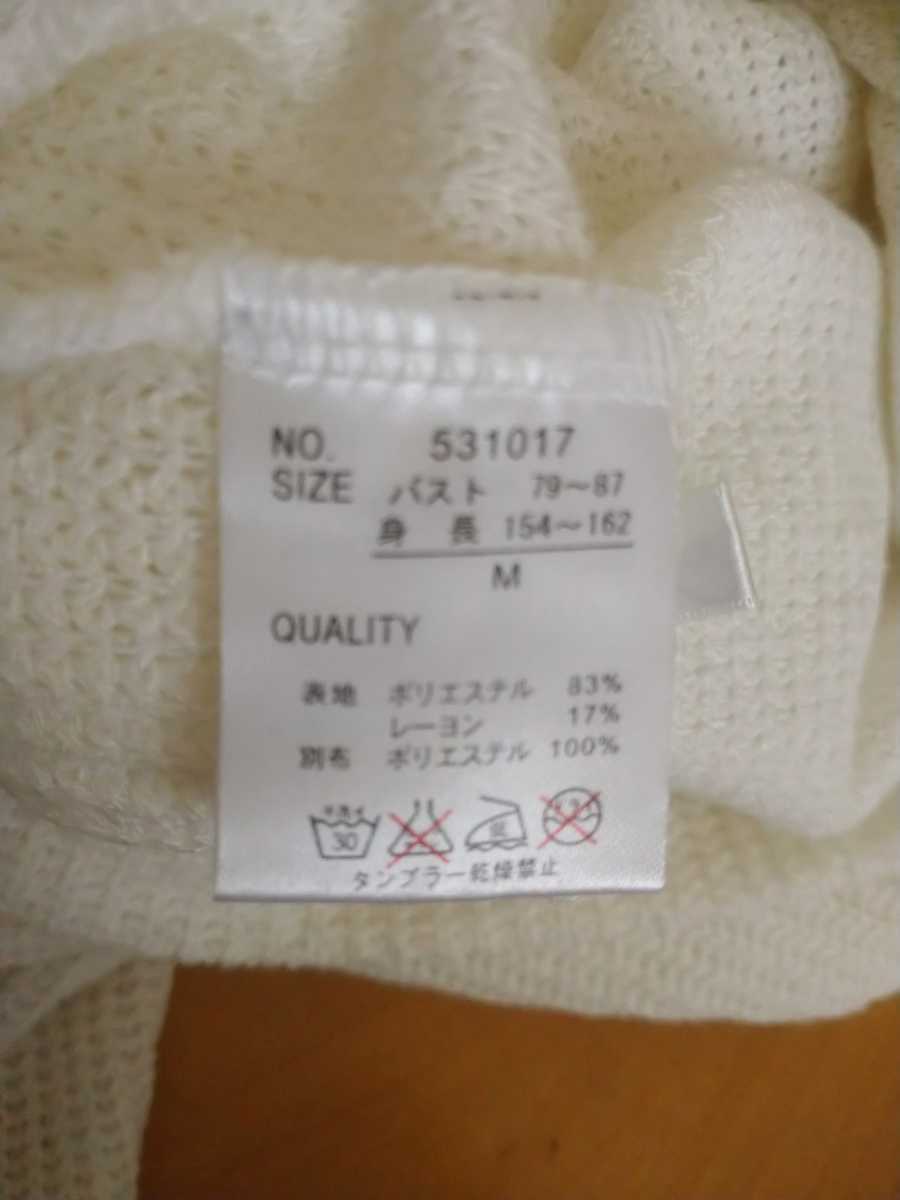 NO. 531017
SIZE バスト 79～87
身長 154～162
M
QUALITY
表地 ポリエステル 83%
レーヨン 17%
別布 ポリエステル 100%
30
タンブラー乾燥禁止